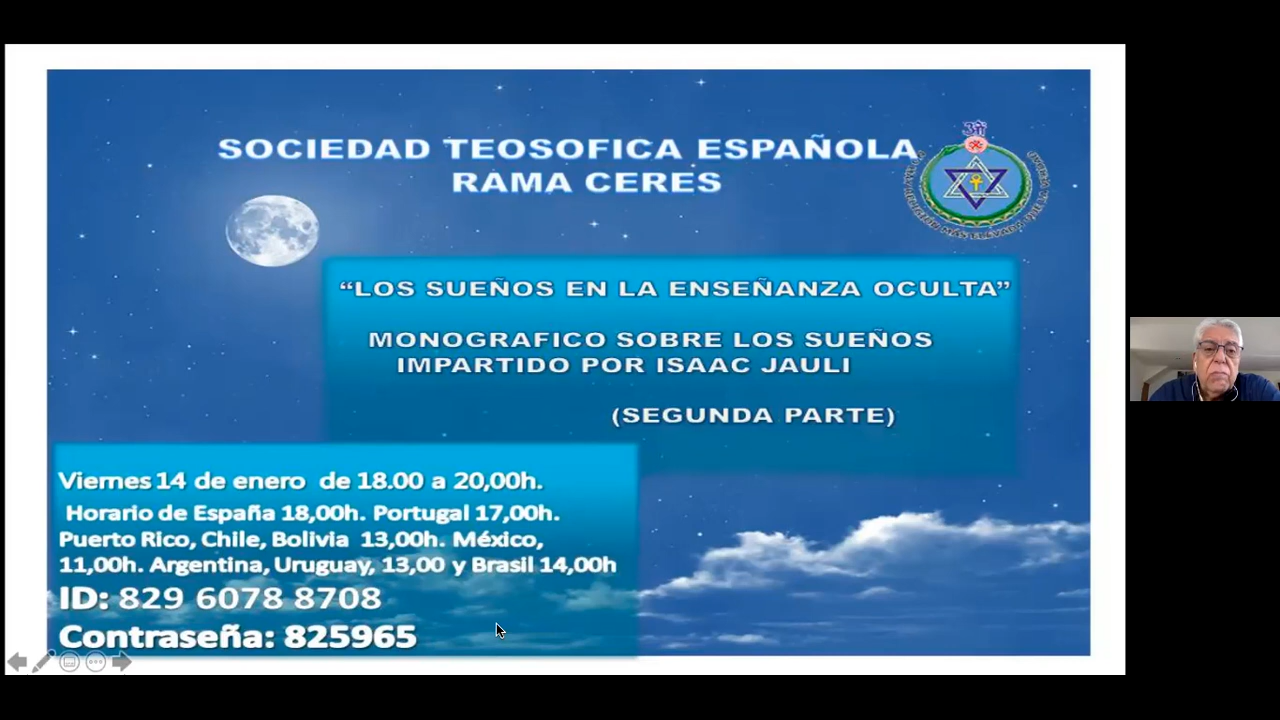 SOCIEDAD TEOSOFICA ESPAÑOLA
RAMA CERES
“LOS SUEÑOS EN LA ENSEÑANZA OCULTA”
MONOGRAFICO SOBRE LOS SUEÑOS
IMPARTIDO POR ISAAC JAULI
(SEGUNDA PARTE)
Viernes 14 de enero de 18.00 a 20,00h.
Horario de España 18,00h. Portugal 17,00h.
Puerto Rico, Chile, Bolivia 13,00h. México,
11,00h. Argentina, Uruguay, 13,00 y Brasil 14,00h
ID: 829 6078 8708
Contraseña: 825965